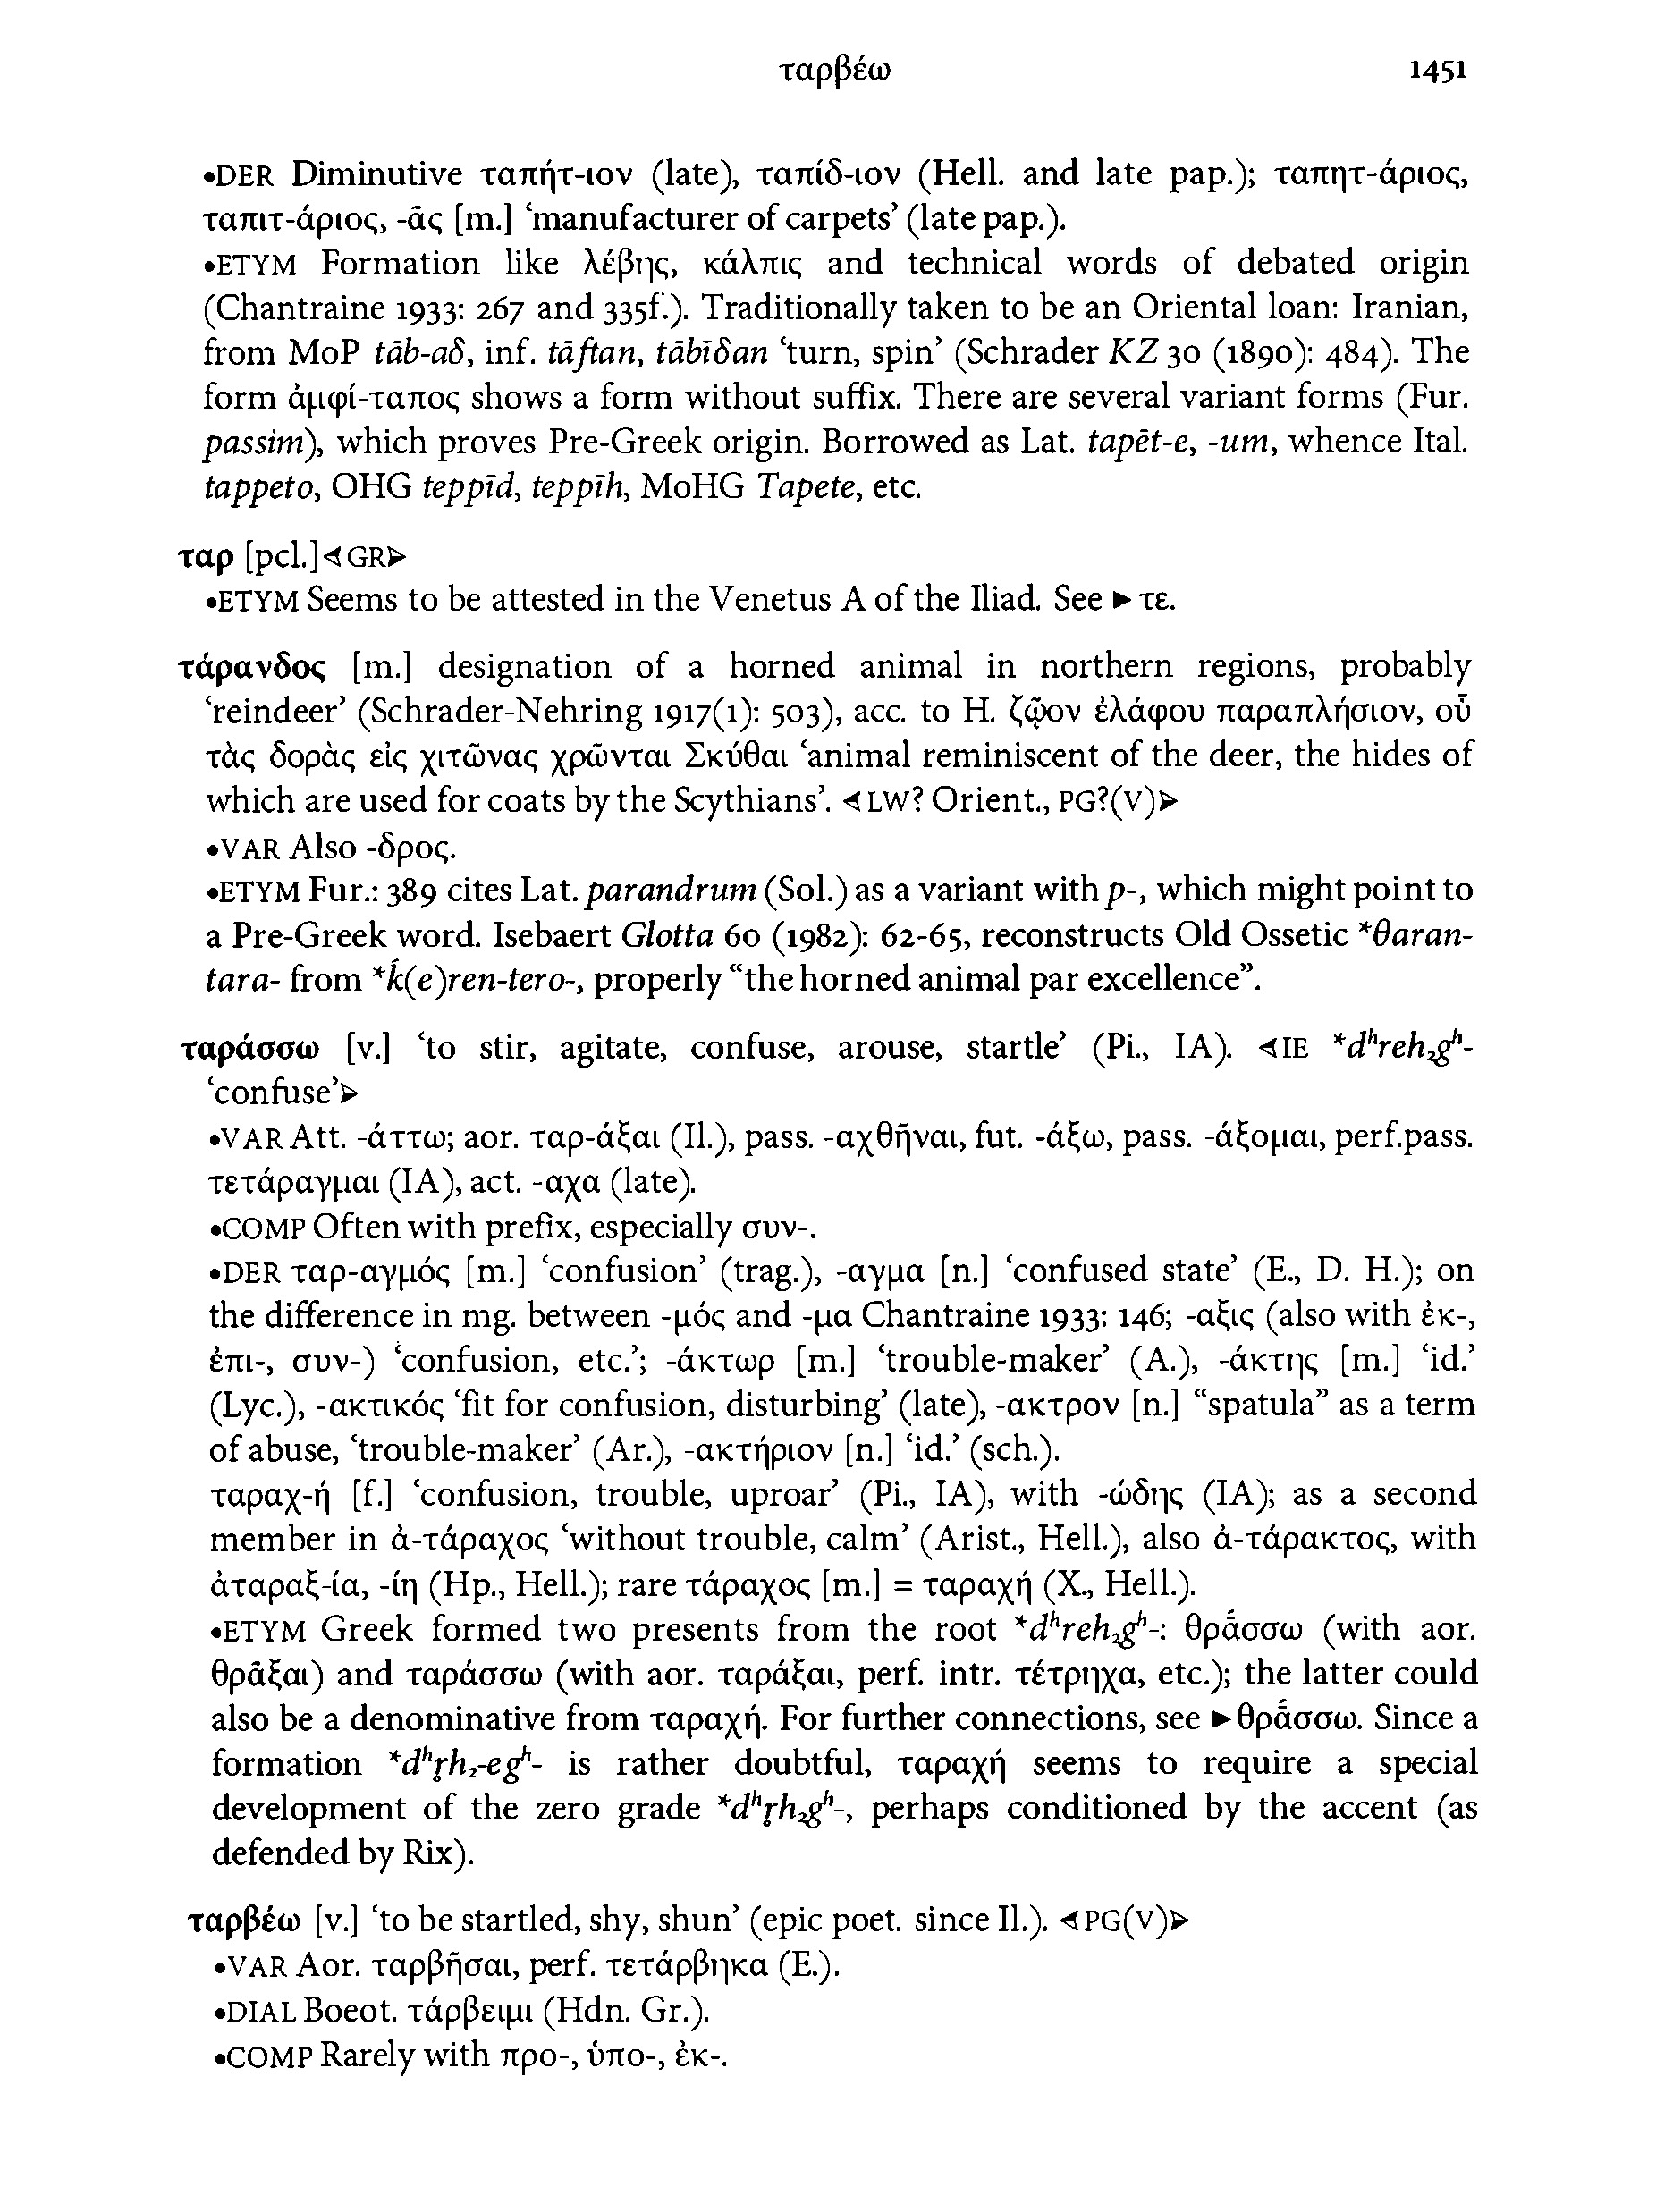 ταρβέω 1451
•DER Diminutive ταπήτ-ιον (late), ταπίδ-ιον (Hell. and late pap.); ταπητ-άριος,
ταπιτ-άριος, -ᾶς [m.] ‘manufacturer of carpets’ (late pap.).
•ETYM Formation like λέβης, κάλπις and technical words of debated origin
(Chantraine 1933: 267 and 335f.). Traditionally taken to be an Oriental loan: Iranian,
from MoP tāb-aδ, inf. tāftan, tābīδan ‘turn, spin’ (Schrader KZ 30 (1890): 484). The
form ἀμφί-ταπος shows a form without suffix. There are several variant forms (Fur.
passim), which proves Pre-Greek origin. Borrowed as Lat. tapēt-e, -um, whence Ital.
tappeto, OHG teppīd, teppīh, MoHG Tapete, etc.
ταρ [pcl.] ⊲GR⊳
•ETYM Seems to be attested in the Venetus A of the Iliad. See ►τε.
τάρανδος [m.] designation of a horned animal in northern regions, probably
‘reindeer’ (Schrader-Nehring 1917(1): 503), acc. to H. ζῷον ἐλάφου παραπλήσιον, οὗ
τὰς δορὰς εἰς χιτῶνας χρῶνται Σκύθαι ‘animal reminiscent of the deer, the hides of
which are used for coats by the Scythians’. ⊲LW? Orient., PG?(V)⊳
•VAR Also -δρος.
•ETYM Fur.: 389 cites Lat. parandrum (Sol.) as a variant with p-, which might point to
a Pre-Greek word. Isebaert Glotta 60 (1982): 62-65, reconstructs Old Ossetic *θaran-
tara- from *ḱ(e)ren-tero-, properly “the horned animal par excellence”.
ταράσσω [v.] ‘to stir, agitate, confuse, arouse, startle’ (Pi., IA). ⊲IE *dʰreh₂gʰ-
‘confuse’⊳
•VAR Att. -άττω; aor. ταρ-άξαι (Il.), pass. -αχθῆναι, fut. -άξω, pass. -άξομαι, perf.pass.
τετάραγμαι (IA), act. -αχα (late).
•COMP Often with prefix, especially συν-.
•DER ταρ-αγμός [m.] ‘confusion’ (trag.), -αγμα [n.] ‘confused state’ (E., D. H.); on
the difference in mg. between -μός and -μα Chantraine 1933: 146; -αξις (also with ἐκ-,
ἐπι-, συν-) ‘confusion, etc.’; -άκτωρ [m.] ‘trouble-maker’ (A.), -άκτης [m.] ‘id.’
(Lyc.), -ακτικός ‘fit for confusion, disturbing’ (late), -ακτρον [n.] “spatula” as a term
of abuse, ‘trouble-maker’ (Ar.), -ακτήριον [n.] ‘id.’ (sch.).
ταραχ-ή [f.] ‘confusion, trouble, uproar’ (Pi., IA), with -ώδης (IA); as a second
member in ἀ-τάραχος ‘without trouble, calm’ (Arist., Hell.), also ἀ-τάρακτος, with
ἀταραξ-ία, -ίη (Hp., Hell.); rare τάραχος [m.] = ταραχή (X., Hell.).
•ETYM Greek formed two presents from the root *dʰreh₂gʰ-: θρά̄σσω (with aor.
θρᾶξαι) and ταράσσω (with aor. ταράξαι, perf. intr. τέτρηχα, etc.); the latter could
also be a denominative from ταραχή. For further connections, see ►θρά̄σσω. Since a
formation *dʰr̥h₂-egʰ- is rather doubtful, ταραχή seems to require a special
development of the zero grade *dʰr̥h₂gʰ-, perhaps conditioned by the accent (as
defended by Rix).
ταρβέω [v.] ‘to be startled, shy, shun’ (epic poet. since Il.). ⊲PG(V)⊳
•VAR Aor. ταρβῆσαι, perf. τετάρβηκα (E.).
•DIAL Boeot. τάρβειμι (Hdn. Gr.).
•COMP Rarely with προ-, ὑπο-, ἐκ-.